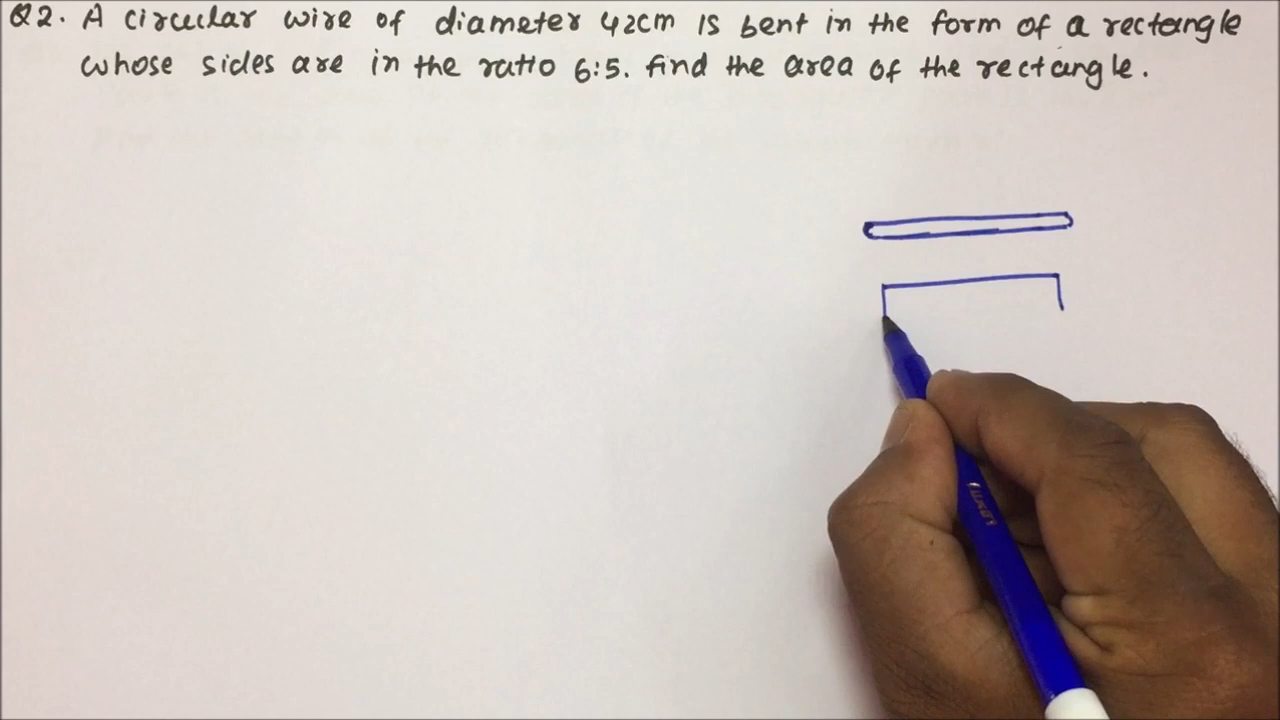 Q2. A circular wire of diameter 42cm is bent in the form of a rectangle
whose sides are in the ratio 6:5. find the area of the rectangle.